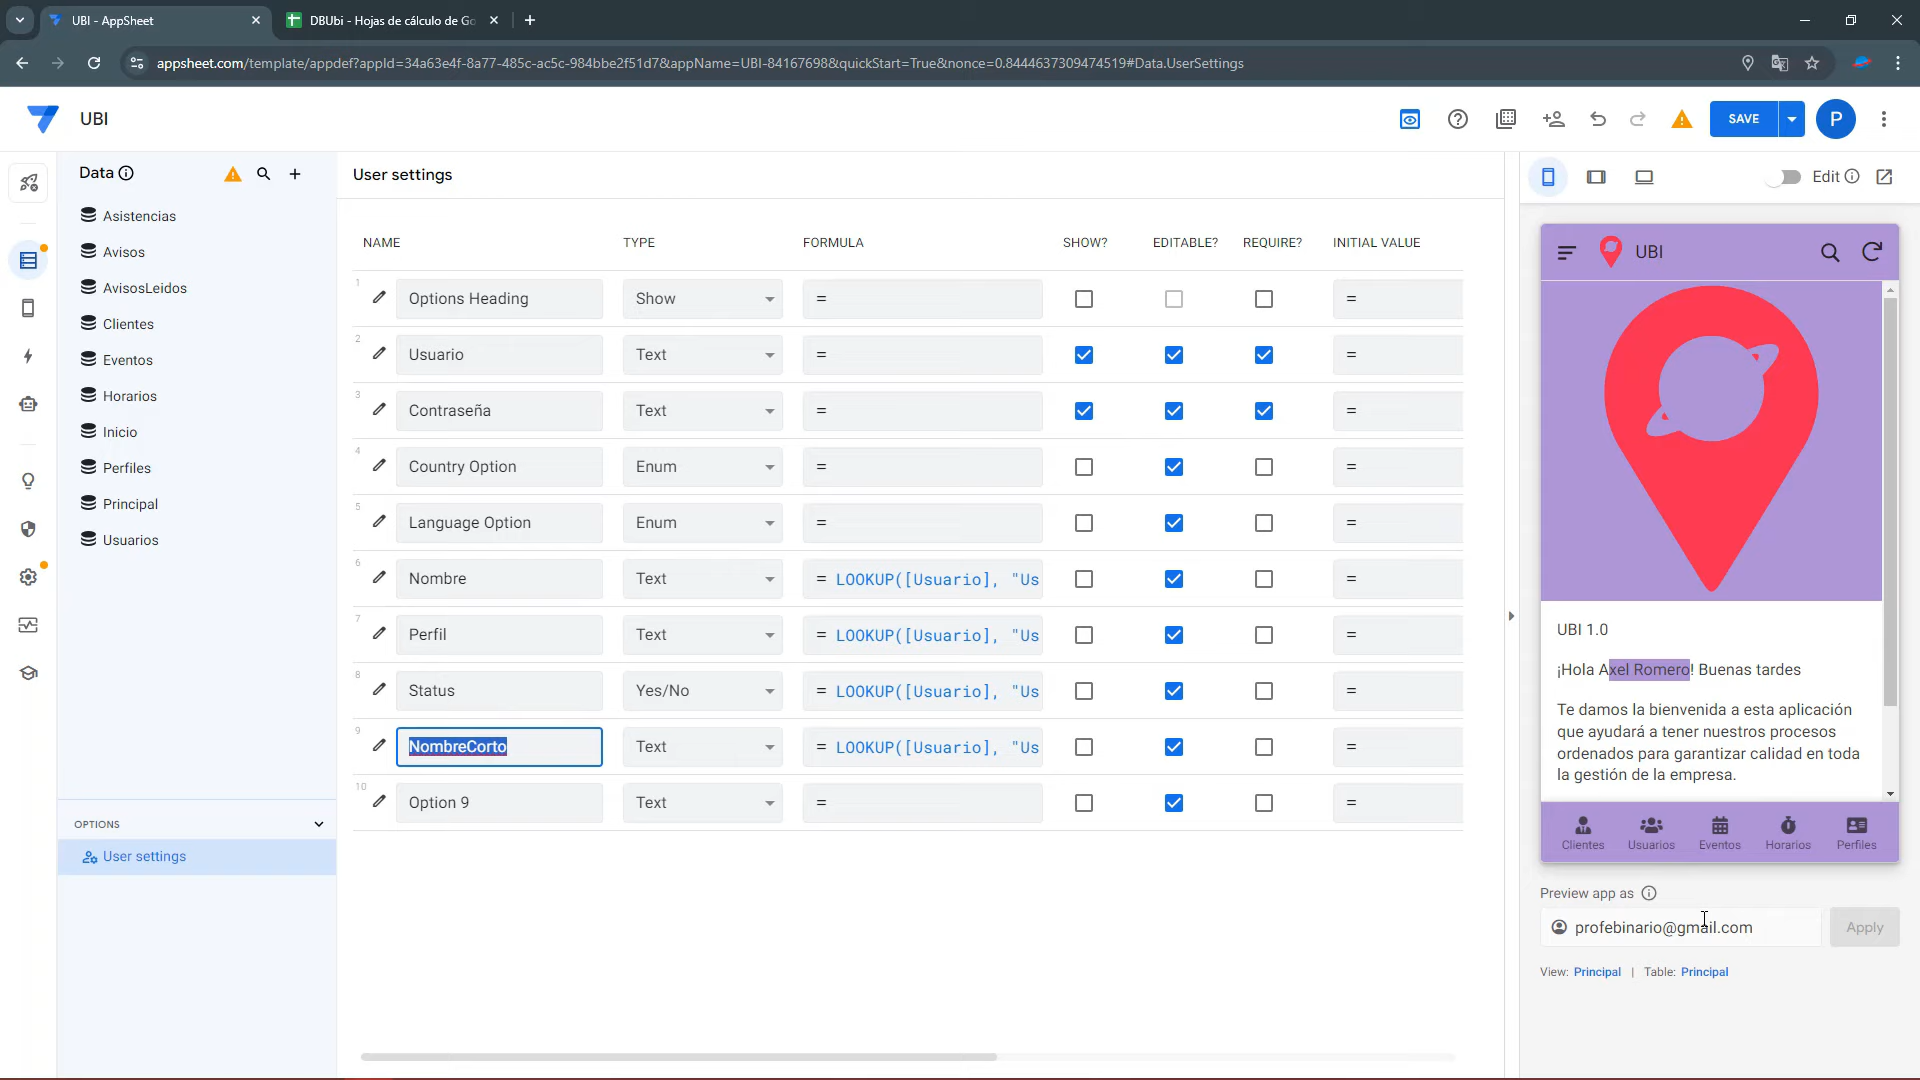 UBI - AppSheet
DBUbi - Hojas de cálculo de Go
appsheet.com/template/appdef?appId=34a63e4f-8a77-485c-ac5c-984bbe2f51d7&appName=UBI-84167698&quickStart=True&nonce=0.8444637309474519#Data.UserSettings
UBI
SAVE
P
Data
Asistencias
Avisos
AvisosLeidos
Clientes
Eventos
Horarios
Inicio
Perfiles
Principal
Usuarios
OPTIONS
User settings
User settings
NAME TYPE FORMULA SHOW? EDITABLE? REQUIRE? INITIAL VALUE
1 Options Heading Show = =
2 Usuario Text = =
3 Contraseña Text = =
4 Country Option Enum = =
5 Language Option Enum = =
6 Nombre Text = LOOKUP([Usuario], "Us =
7 Perfil Text = LOOKUP([Usuario], "Us =
8 Status Yes/No = LOOKUP([Usuario], "Us =
9 NombreCorto Text = LOOKUP([Usuario], "Us =
10 Option 9 Text = =
Edit
UBI
UBI 1.0
¡Hola Axel Romero! Buenas tardes
Te damos la bienvenida a esta aplicación
que ayudará a tener nuestros procesos
ordenados para garantizar calidad en toda
la gestión de la empresa.
Clientes Usuarios Eventos Horarios Perfiles
Preview app as
profebinario@gmail.com Apply
View: Principal | Table: Principal